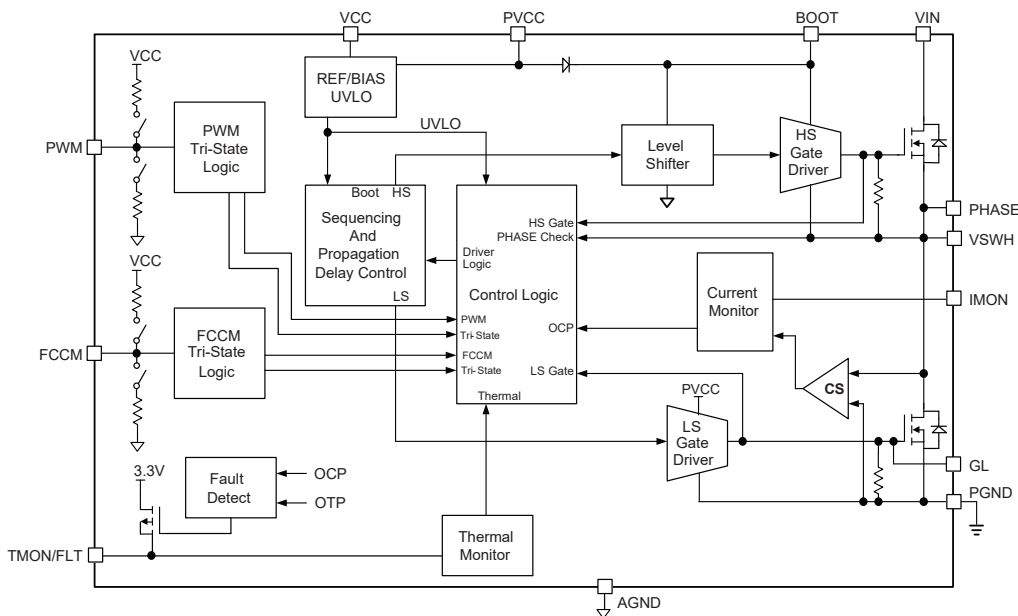 VCC
PVCC
BOOT
VIN
VCC
REF/BIAS
UVLO
PWM
PWM
Tri-State
Logic
UVLO
Level
Shifter
HS
Gate
Driver
Boot
HS
Sequencing
And
Propagation
Delay Control
LS
HS Gate
PHASE Check
Driver
Logic
Control Logic
PWM
Tri-State
FCCM
Tri-State
Thermal
OCP
LS Gate
PHASE
VSWH
Current
Monitor
IMON
VCC
FCCM
FCCM
Tri-State
Logic
CS
PVCC
LS
Gate
Driver
GL
PGND
3.3V
Fault
Detect
OCP
OTP
TMON/FLT
Thermal
Monitor
AGND